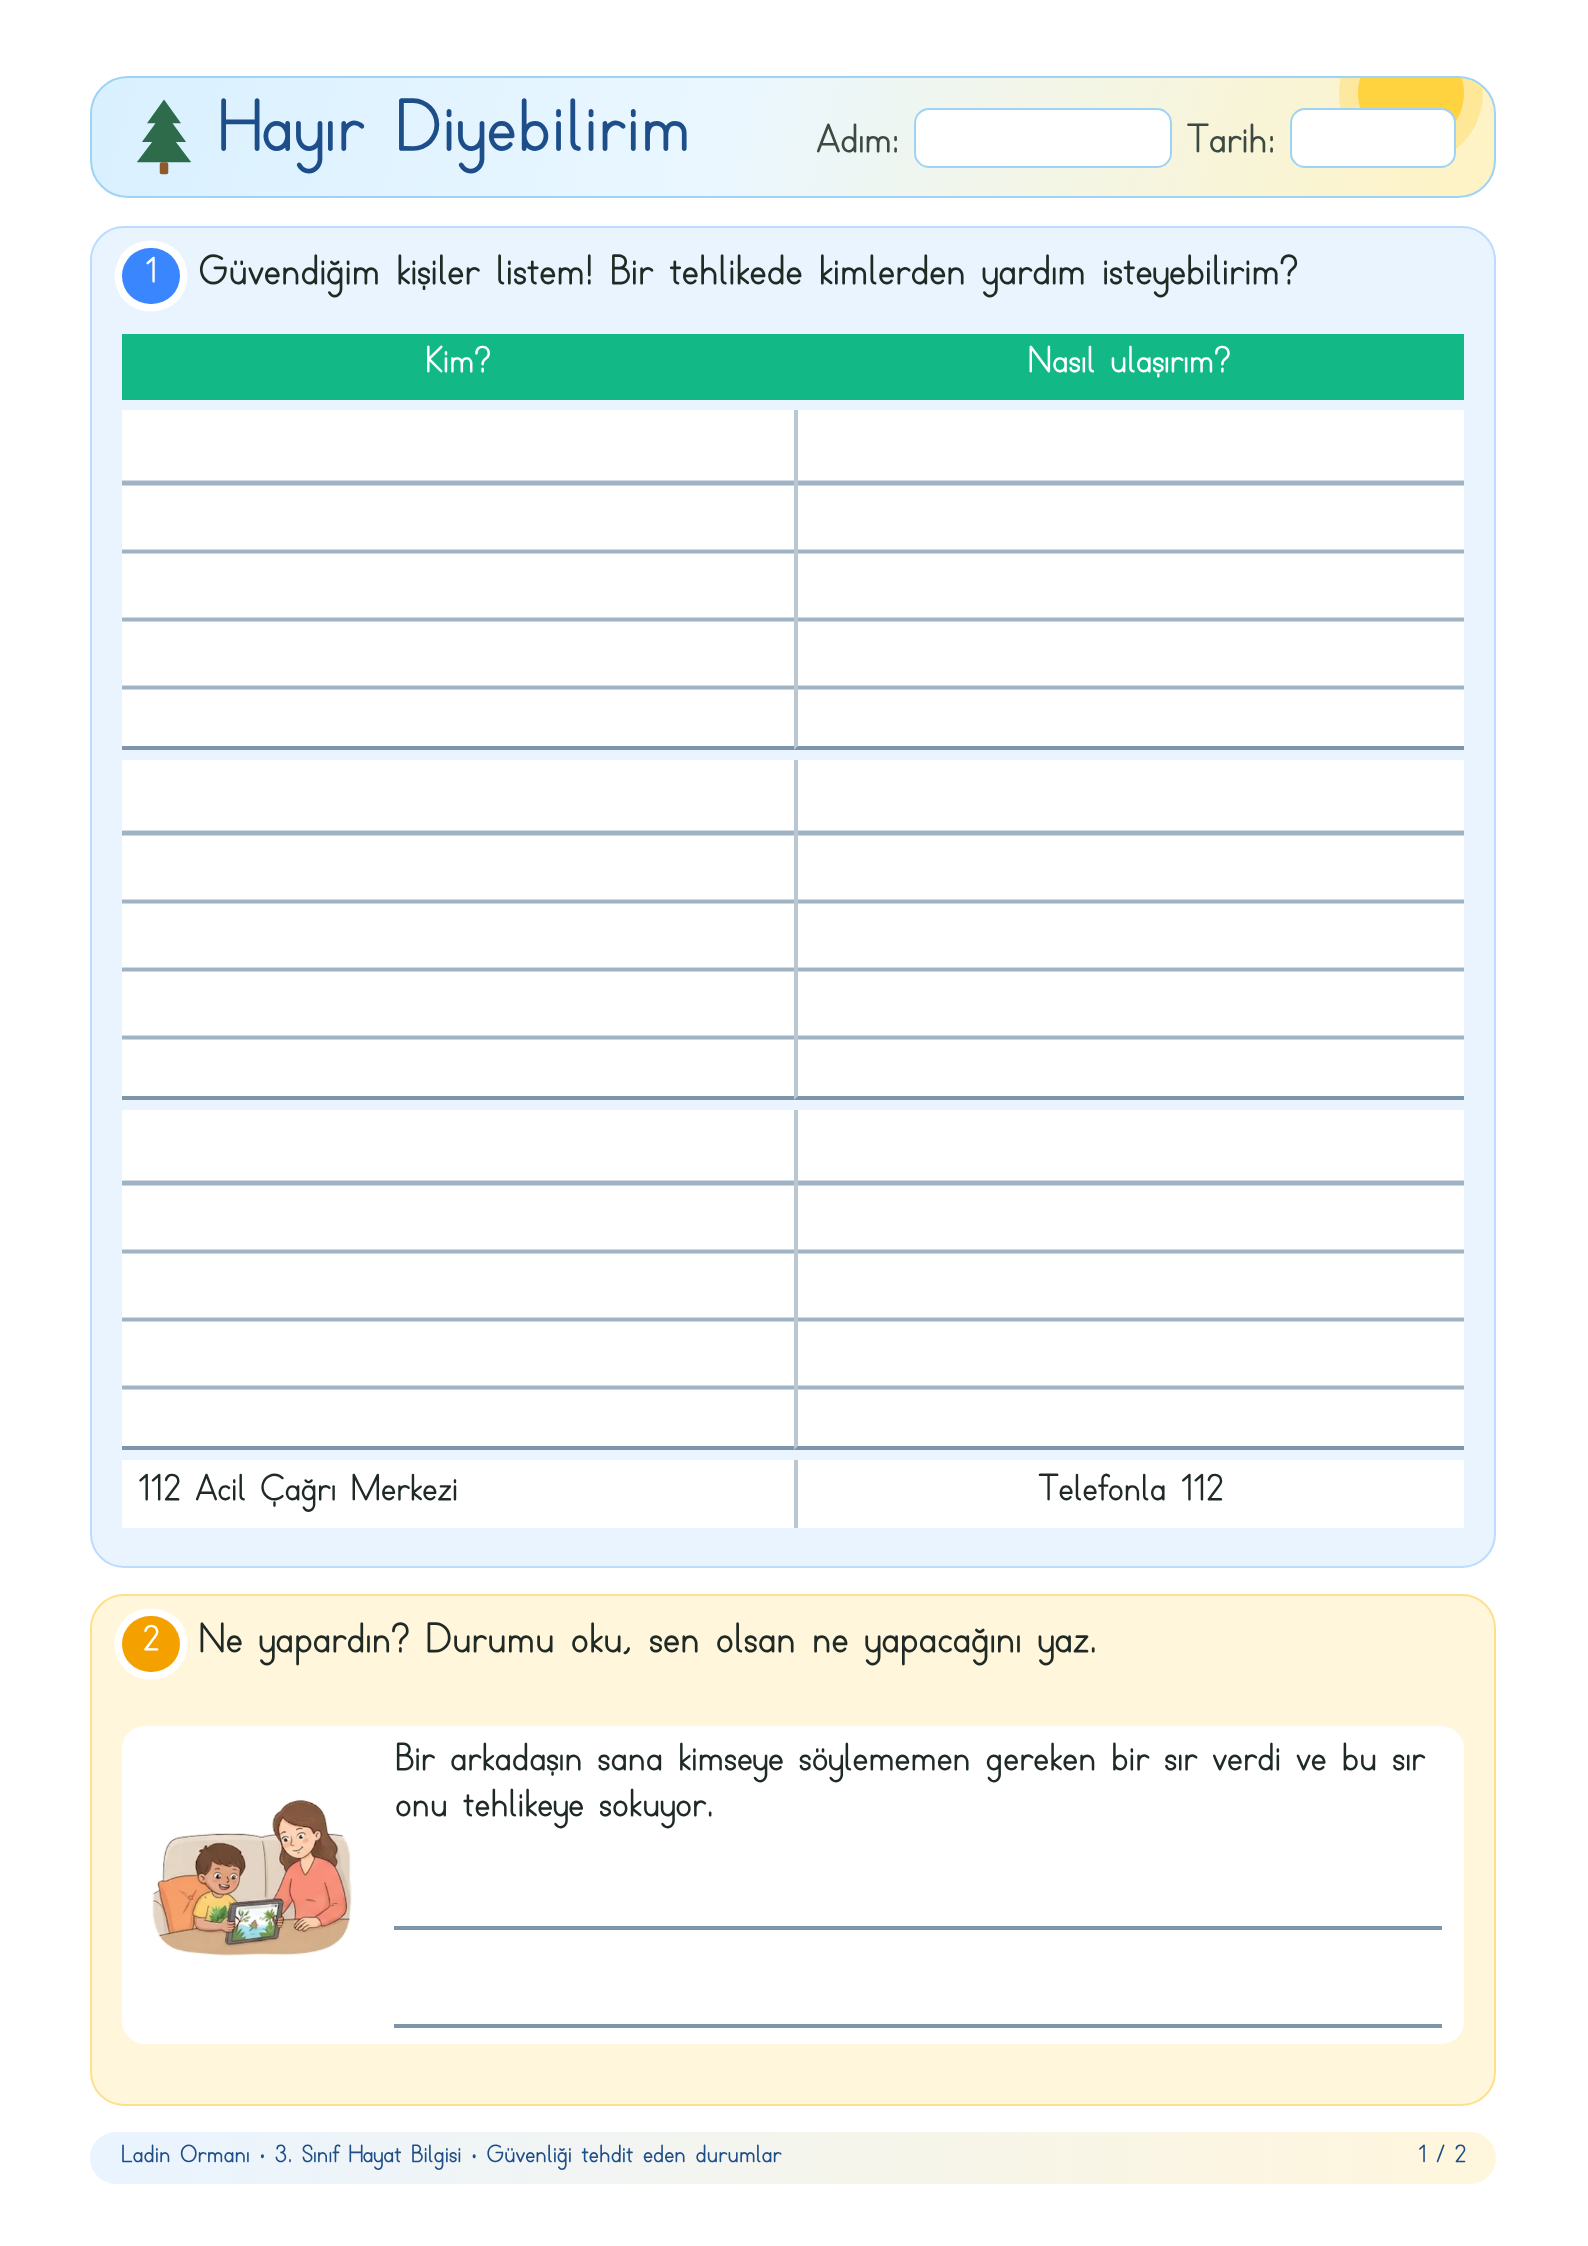 Hayır Diyebilirim
Adım:
Tarih:
1 Güvendiğim kişiler listem! Bir tehlikede kimlerden yardım isteyebilirim?
Kim?
Nasıl ulaşırım?
112 Acil Çağrı Merkezi
Telefonla 112
2 Ne yapardın? Durumu oku, sen olsan ne yapacağını yaz.
Bir arkadaşın sana kimseye söylememen gereken bir sır verdi ve bu sır
onu tehlikeye sokuyor.
Ladin Ormanı • 3. Sınıf Hayat Bilgisi • Güvenliği tehdit eden durumlar
1 / 2